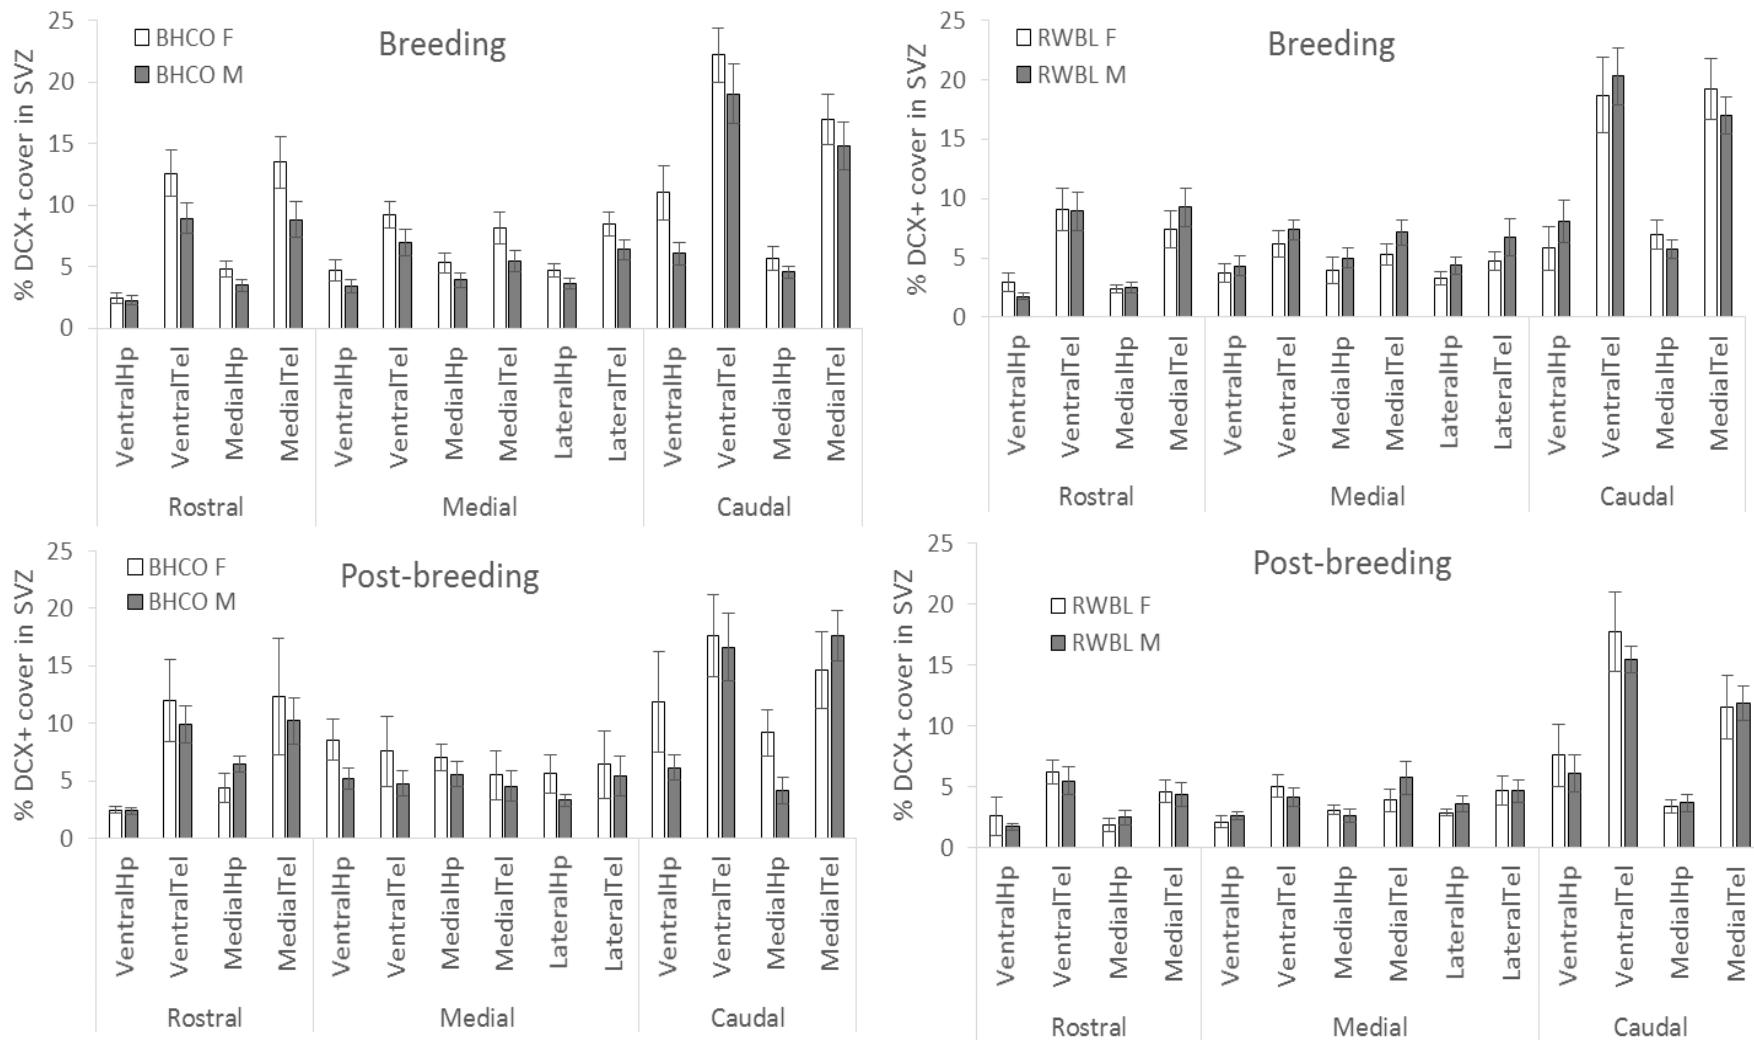 % DCX+ cover in SVZ
25
20
15
10
5
0
BHCO F
BHCO M
Breeding
VentralHp
VentralTel
MedialHp
MedialTel
VentralHp
VentralTel
MedialHp
MedialTel
LateralHp
LateralTel
VentralHp
VentralTel
MedialHp
MedialTel
Rostral
Medial
Caudal
% DCX+ cover in SVZ
25
20
15
10
5
0
RWBL F
RWBL M
Breeding
VentralHp
VentralTel
MedialHp
MedialTel
VentralHp
VentralTel
MedialHp
MedialTel
LateralHp
LateralTel
VentralHp
VentralTel
MedialHp
MedialTel
Rostral
Medial
Caudal
% DCX+ cover in SVZ
25
20
15
10
5
0
BHCO F
BHCO M
Post-breeding
VentralHp
VentralTel
MedialHp
MedialTel
VentralHp
VentralTel
MedialHp
MedialTel
LateralHp
LateralTel
VentralHp
VentralTel
MedialHp
MedialTel
Rostral
Medial
Caudal
% DCX+ cover in SVZ
25
20
15
10
5
0
Post-breeding
RWBL F
RWBL M
VentralHp
VentralTel
MedialHp
MedialTel
VentralHp
VentralTel
MedialHp
MedialTel
LateralHp
LateralTel
VentralHp
VentralTel
MedialHp
MedialTel
Rostral
Medial
Caudal